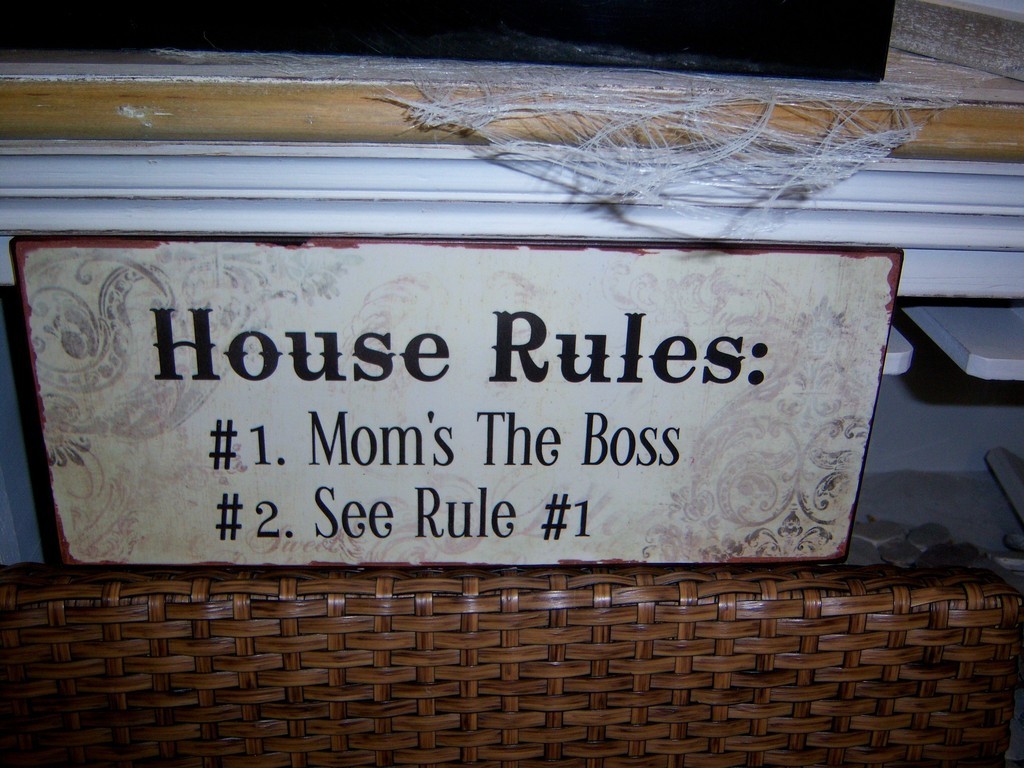 House Rules:
#1. Mom's The Boss
#2. See Rule #1